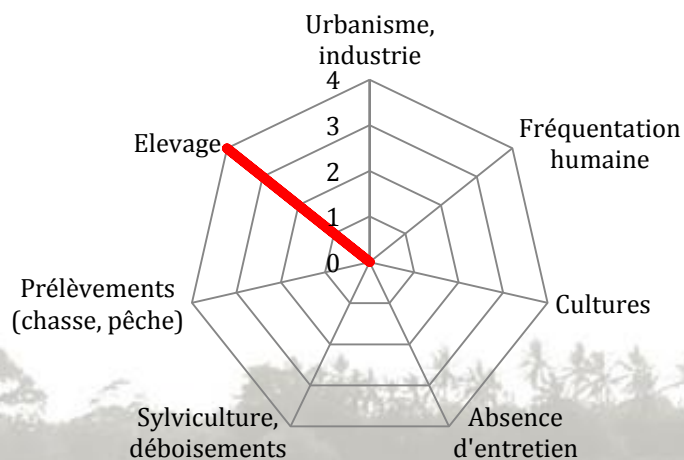 Urbanisme,
industrie
4
3
2
1
0
Fréquentation
humaine
Cultures
Absence
d'entretien
Sylviculture,
déboisements
Prélèvements
(chasse, pêche)
Elevage